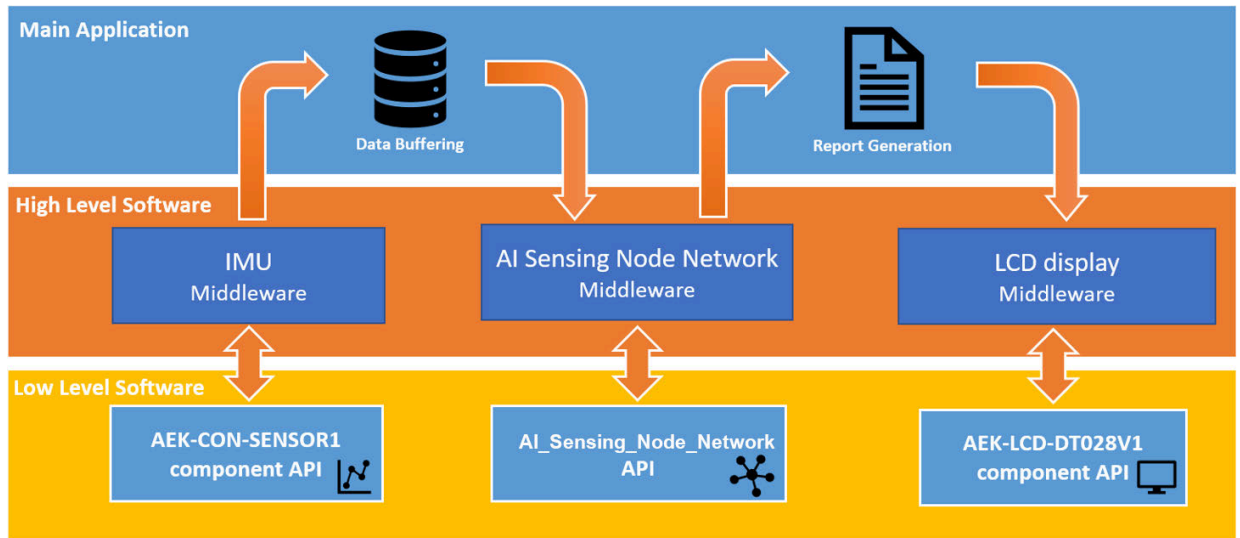 Main Application
Data Buffering
Report Generation
High Level Software
IMU
Middleware
AI Sensing Node Network
Middleware
LCD display
Middleware
Low Level Software
AEK-CON-SENSOR1
component API
AI_Sensing_Node_Network
API
AEK-LCD-DT028V1
component API